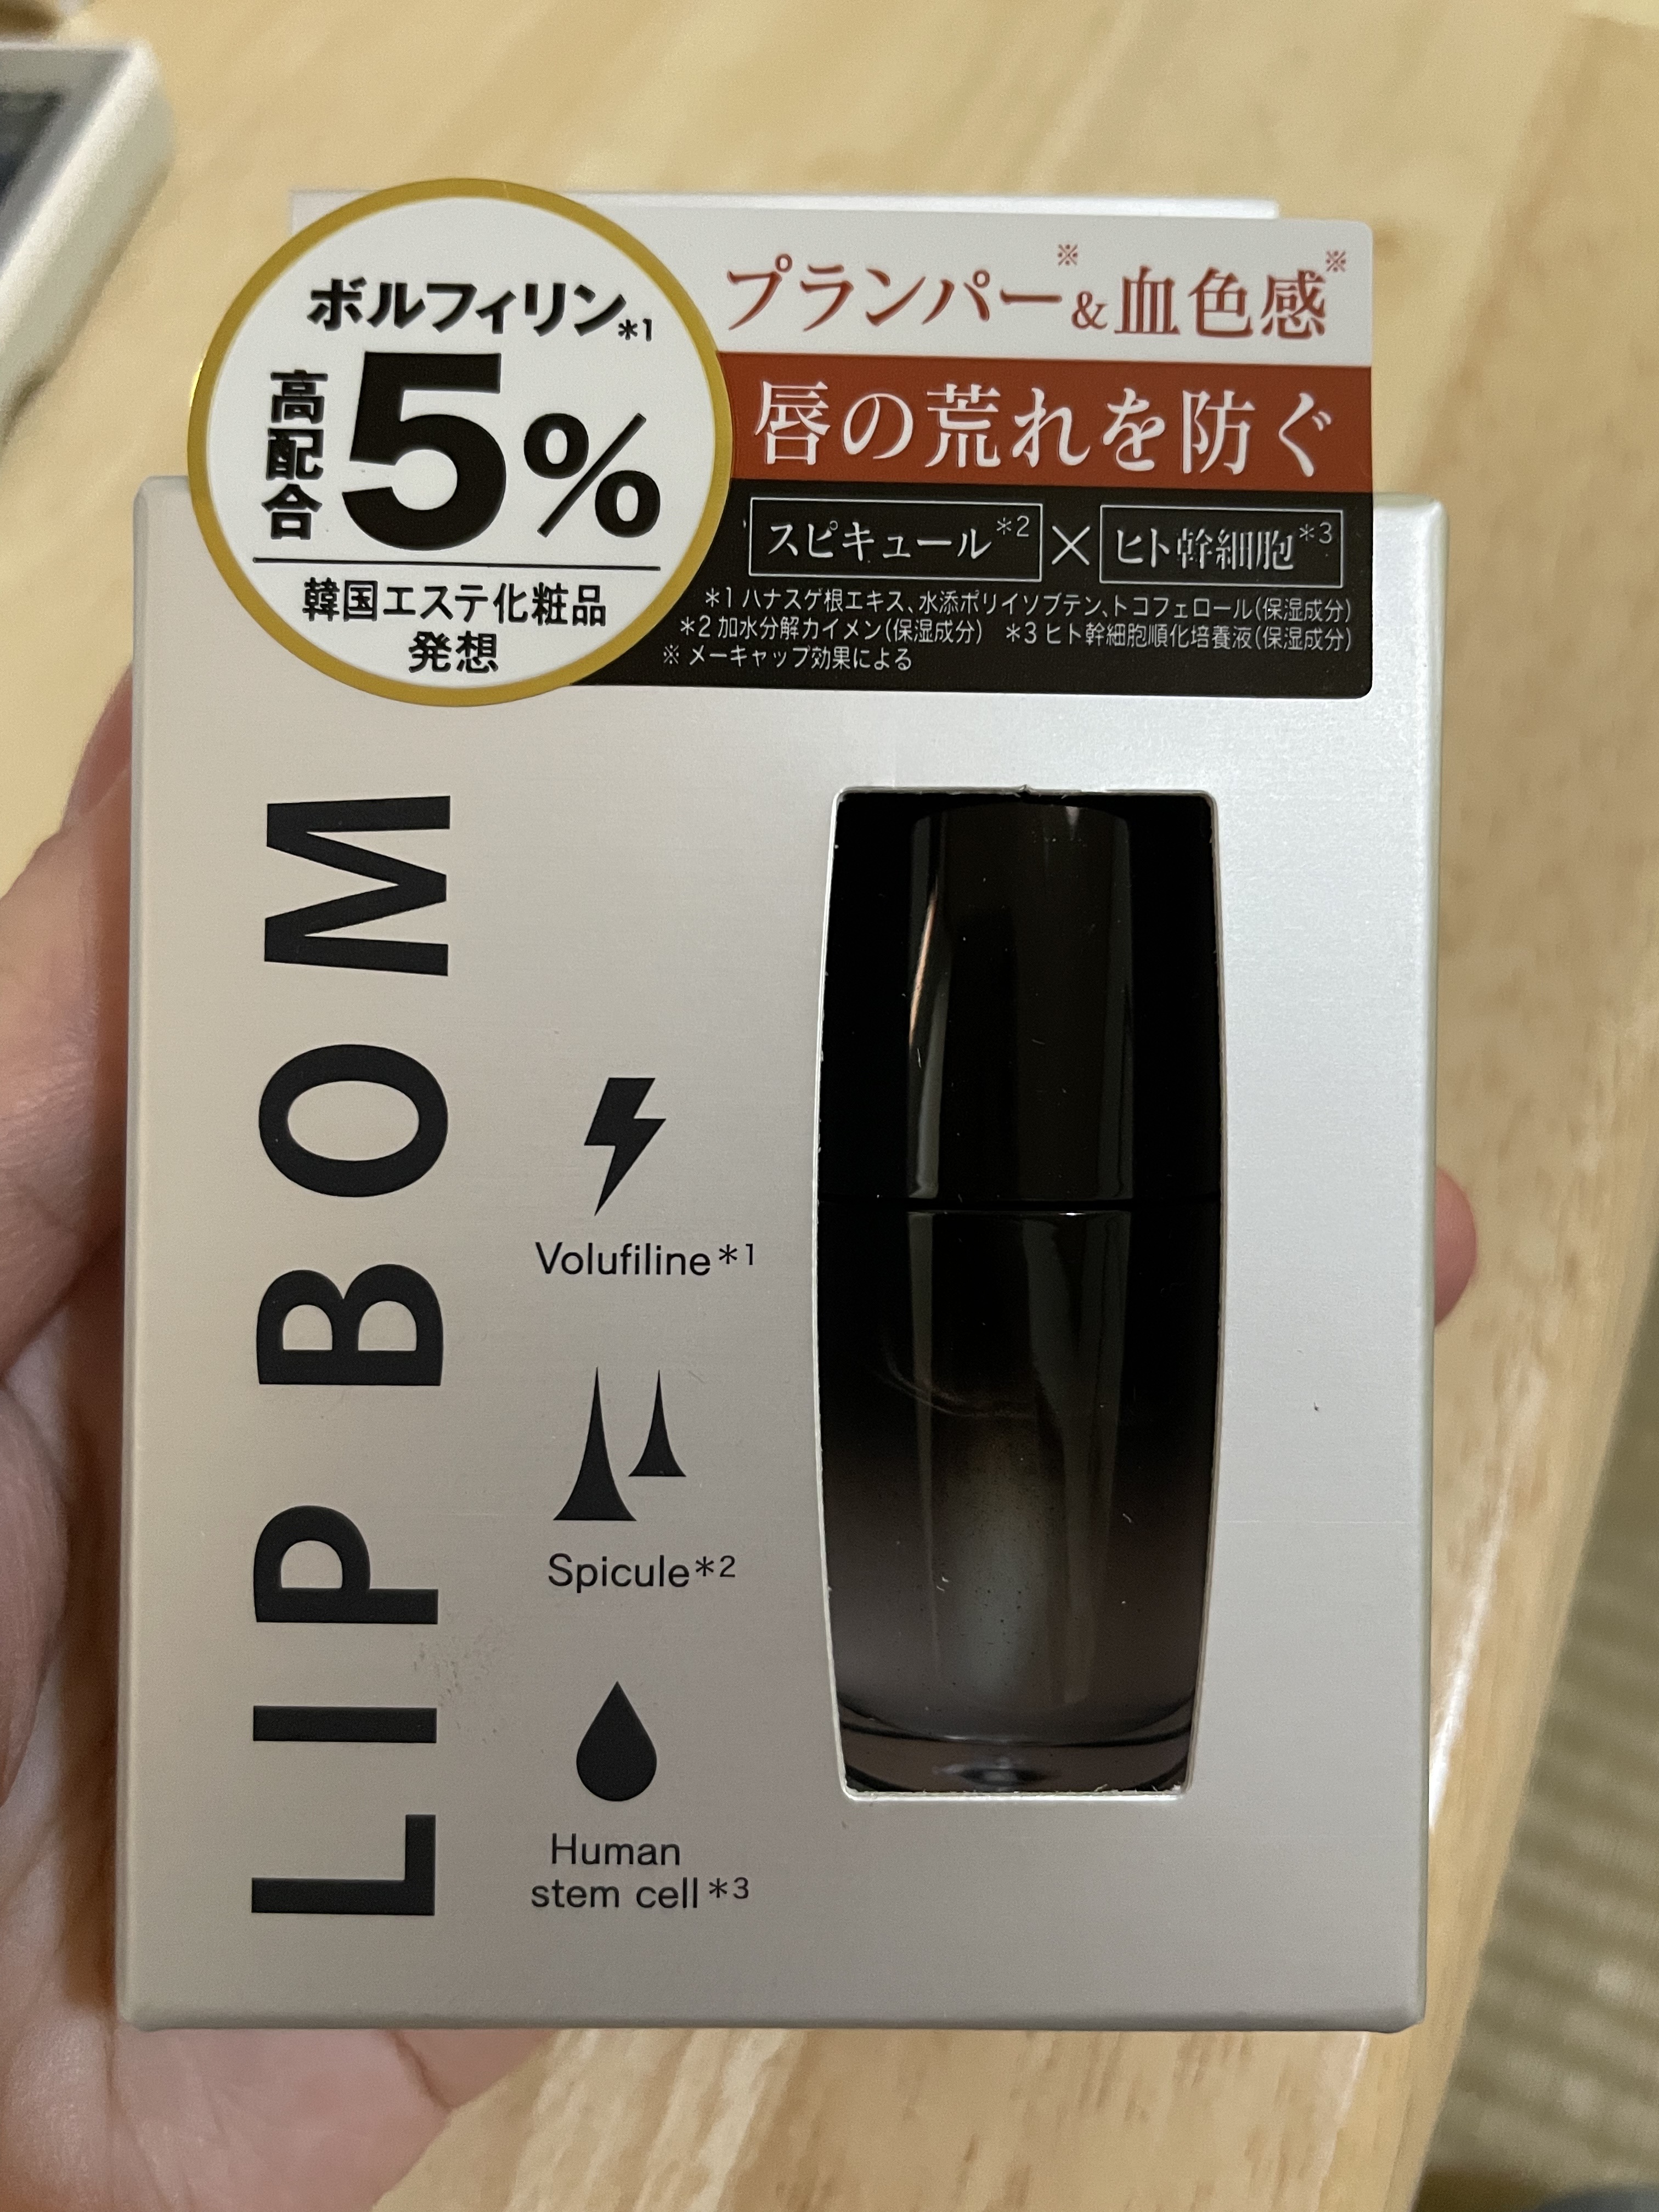 ボルフィリン*1
高配合
5%
韓国エステ化粧品
発想
プランパー※&血色感※
唇の荒れを防ぐ
スピキュール*2×ヒト幹細胞*3
*1 ハナスゲ根エキス、水添ポリイソブテン、トコフェロール(保湿成分)
*2 加水分解カイメン(保湿成分) *3 ヒト幹細胞順化培養液(保湿成分)
※ メーキャップ効果による
LIP BOM
Volufiline*1
Spicule*2
Human
stem cell*3